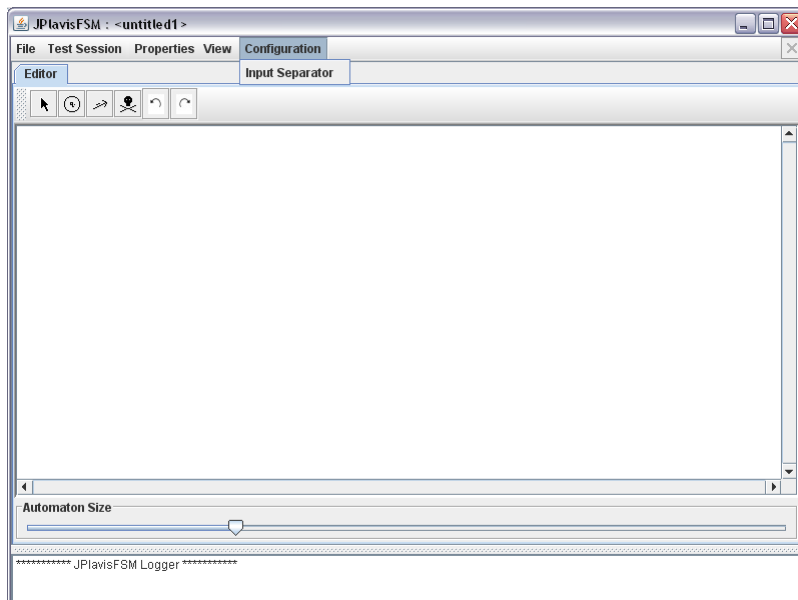 JPlavisFSM : <untitled1>
File Test Session Properties View Configuration
Input Separator
Editor
Automaton Size
*********** JPlavisFSM Logger ***********